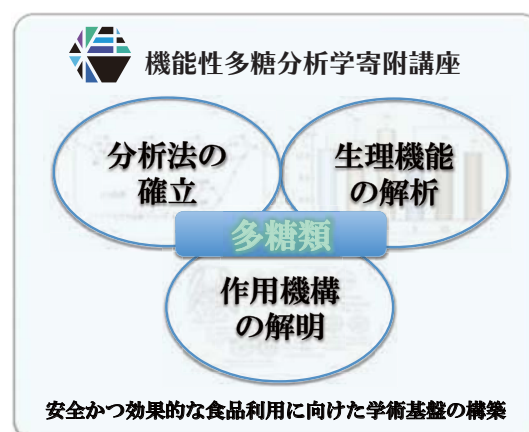 機能性多糖分析学寄附講座
分析法の
確立
生理機能
の解析
多糖類
作用機構
の解明
安全かつ効果的な食品利用に向けた学術基盤の構築